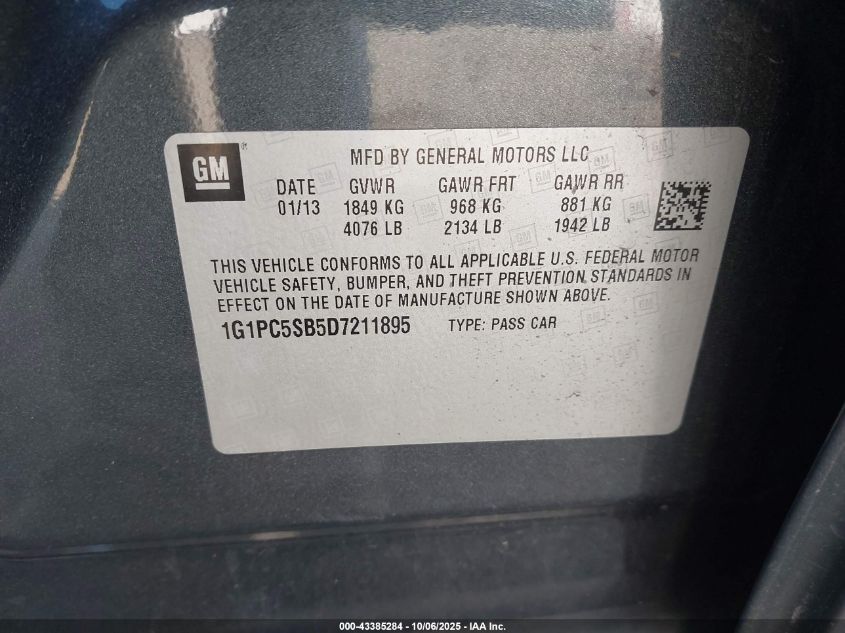 GM
MFD BY GENERAL MOTORS LLC
DATE GVWR GAWR FRT GAWR RR
01/13 1849 KG 968 KG 881 KG
4076 LB 2134 LB 1942 LB
THIS VEHICLE CONFORMS TO ALL APPLICABLE U.S. FEDERAL MOTOR
VEHICLE SAFETY, BUMPER, AND THEFT PREVENTION STANDARDS IN
EFFECT ON THE DATE OF MANUFACTURE SHOWN ABOVE.
1G1PC5SB5D7211895 TYPE: PASS CAR
000-43385284 - 10/06/2025 - IAA Inc.